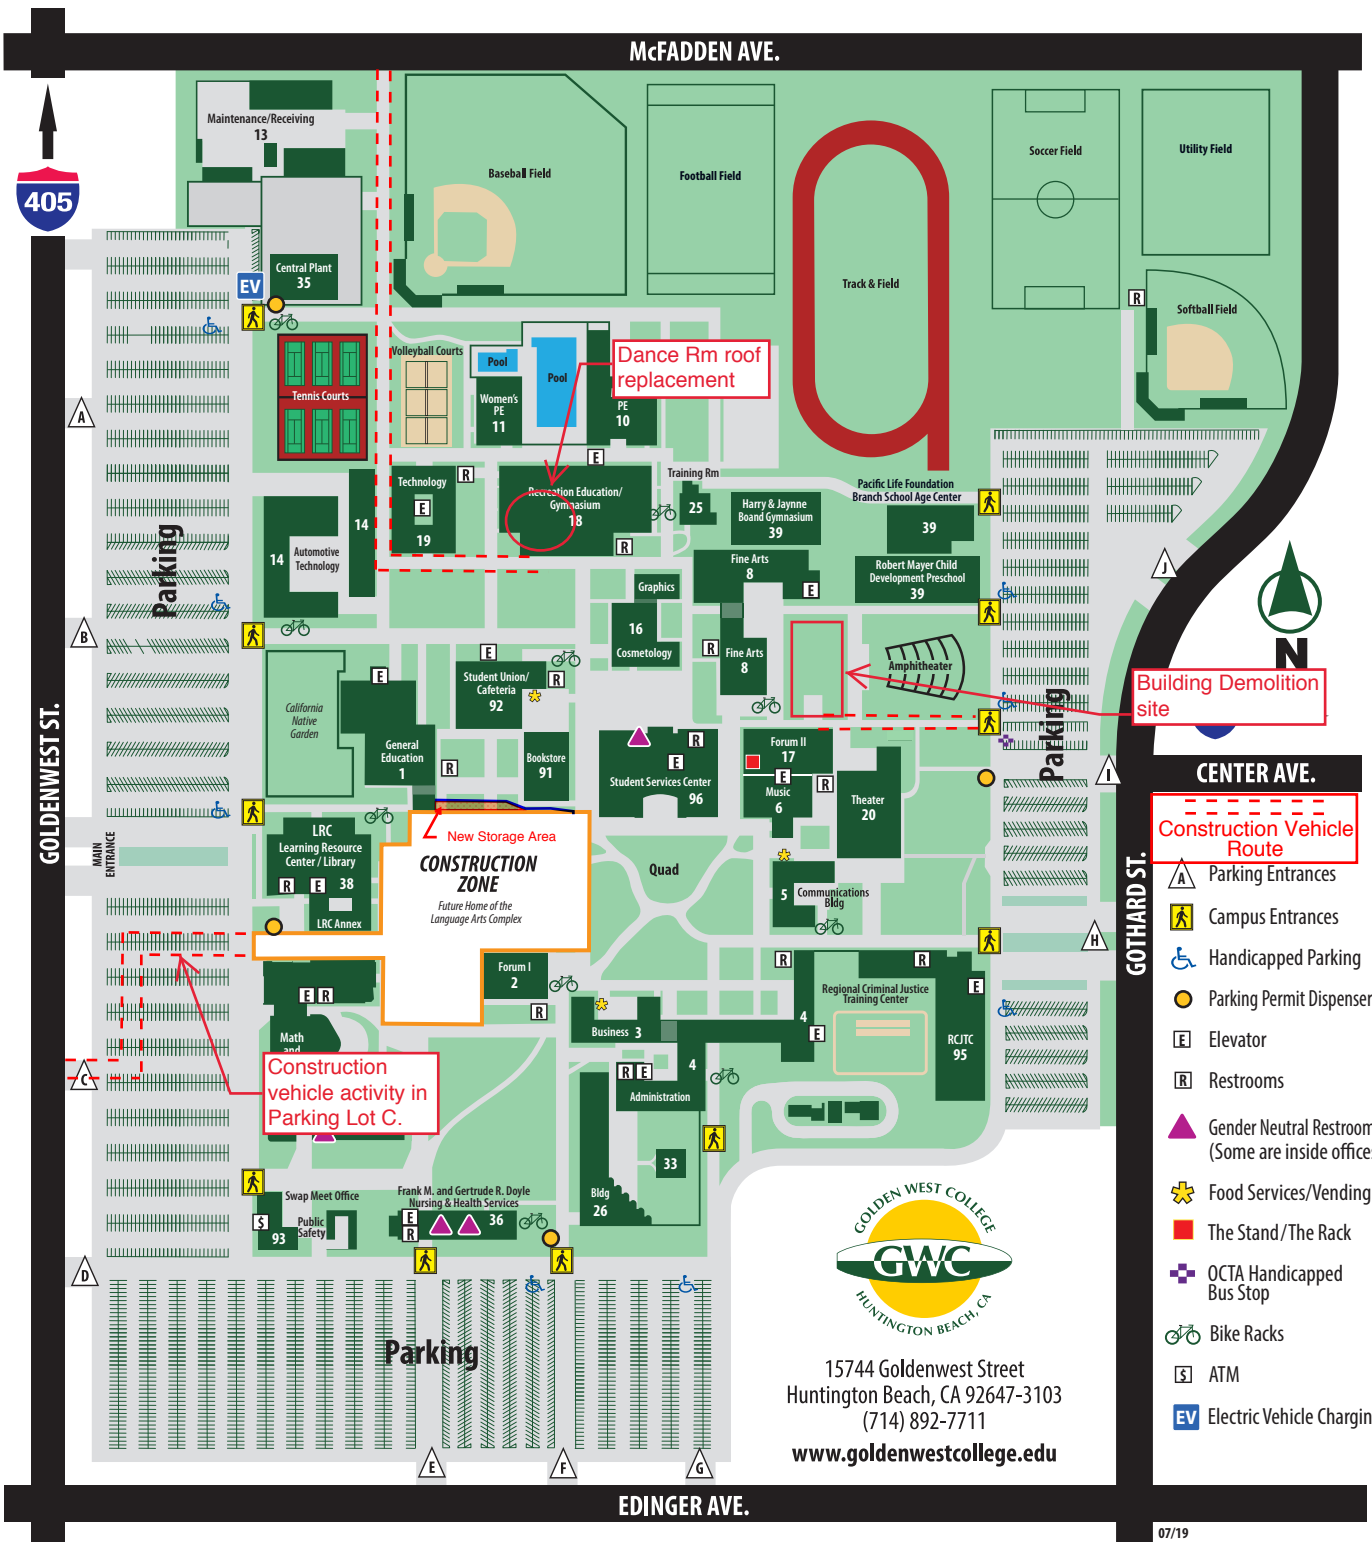 McFADDEN AVE.
405
Maintenance/Receiving
13
Baseball Field
Football Field
Soccer Field
Utility Field
Central Plant
35
EV
Track & Field
R
Softball Field
Volleyball Courts
Pool
Pool
Dance Rm roof
replacement
Tennis Courts
Women's
PE
11
PE
10
A
E
Technology
R
E
19
Recreation Education/
Gymnasium
18
R
Training Rm
25
Pacific Life Foundation
Branch School Age Center
39
Harry & Jaynne
Board Gymnasium
39
14
14
Automotive
Technology
Parking
Fine Arts
8
E
Robert Mayer Child
Development Preschool
39
J
Graphics
16
Cosmetology
B
R
Fine Arts
8
Amphitheater
N
Building Demolition
site
E
Student Union/
Cafeteria
92
R
E
California
Native
Garden
General
Education
1
R
Bookstore
91
R
E
Student Services Center
96
Forum II
17
E
Music
6
R
Theater
20
Parking
I
CENTER AVE.
GOLDENWEST ST.
MAIN
ENTRANCE
LRC
Learning Resource
Center / Library
R
E
38
LRC Annex
New Storage Area
CONSTRUCTION
ZONE
Future Home of the
Language Arts Complex
Quad
5
Communications
Bldg
H
GOTHARD ST.
Construction Vehicle
Route
A
Parking Entrances
Campus Entrances
Handicapped Parking
Parking Permit Dispenser
E
Elevator
R
Restrooms
Gender Neutral Restroom
(Some are inside office
Food Services/Vending
The Stand/The Rack
OCTA Handicapped
Bus Stop
Bike Racks
$
ATM
EV
Electric Vehicle Chargin
Forum I
2
R
E
R
Math
and
C
Construction
vehicle activity in
Parking Lot C.
Business
3
R
E
4
Administration
R
R
Regional Criminal Justice
Training Center
4
E
E
RCJTC
95
33
Bldg
26
Swap Meet Office
$
93
Public
Safety
Frank M. and Gertrude R. Doyle
Nursing & Health Services
E
R
36
D
Parking
E
F
G
GOLDEN WEST COLLEGE
GWC
HUNTINGTON BEACH, CA
15744 Goldenwest Street
Huntington Beach, CA 92647-3103
(714) 892-7711
www.goldenwestcollege.edu
EDINGER AVE.
07/19